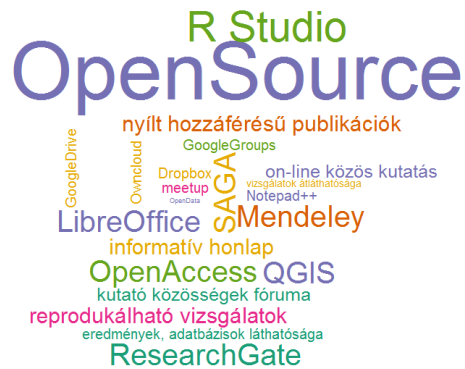 R Studio
OpenSource
nyílt hozzáférésű publikációk
GoogleDrive
Owncloud
GoogleGroups
Dropbox
SAGA
on-line közös kutatás
meetup
vizsgálatok átláthatósága
OpenData
Notepad++
LibreOffice
Mendeley
informatív honlap
OpenAccess
QGIS
kutató közösségek fóruma
reprodukálható vizsgálatok
eredmények, adatbázisok láthatósága
ResearchGate